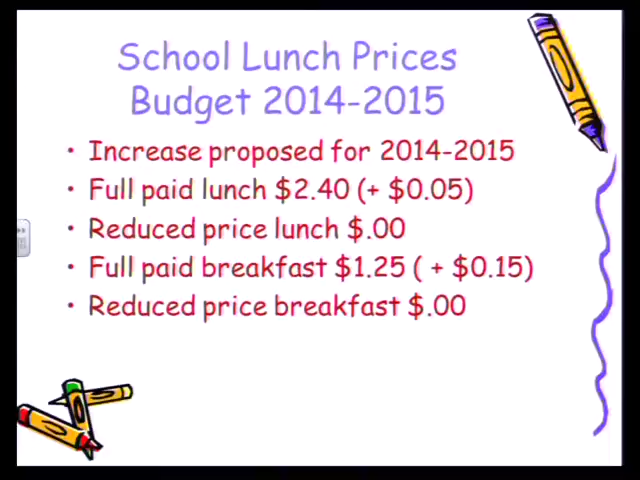 School Lunch Prices
Budget 2014-2015
• Increase proposed for 2014-2015
• Full paid lunch $2.40 (+ $0.05)
• Reduced price lunch $.00
• Full paid breakfast $1.25 ( + $0.15)
• Reduced price breakfast $.00